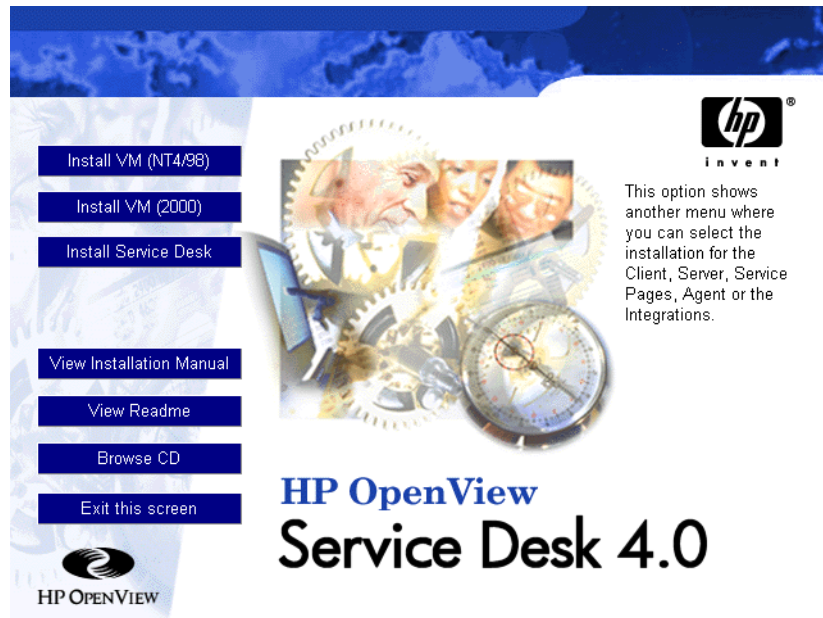 hp ®
invent
Install VM (NT4/98)
Install VM (2000)
Install Service Desk
This option shows
another menu where
you can select the
installation for the
Client, Server, Service
Pages, Agent or the
Integrations.
View Installation Manual
View Readme
Browse CD
Exit this screen
HP OpenView
Service Desk 4.0
HP OPENVIEW